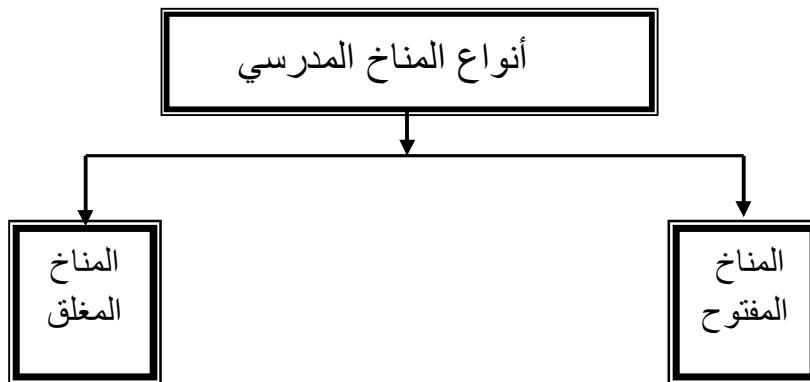 أنواع المناخ المدرسي
المناخ
المفتوح
المناخ
المغلق